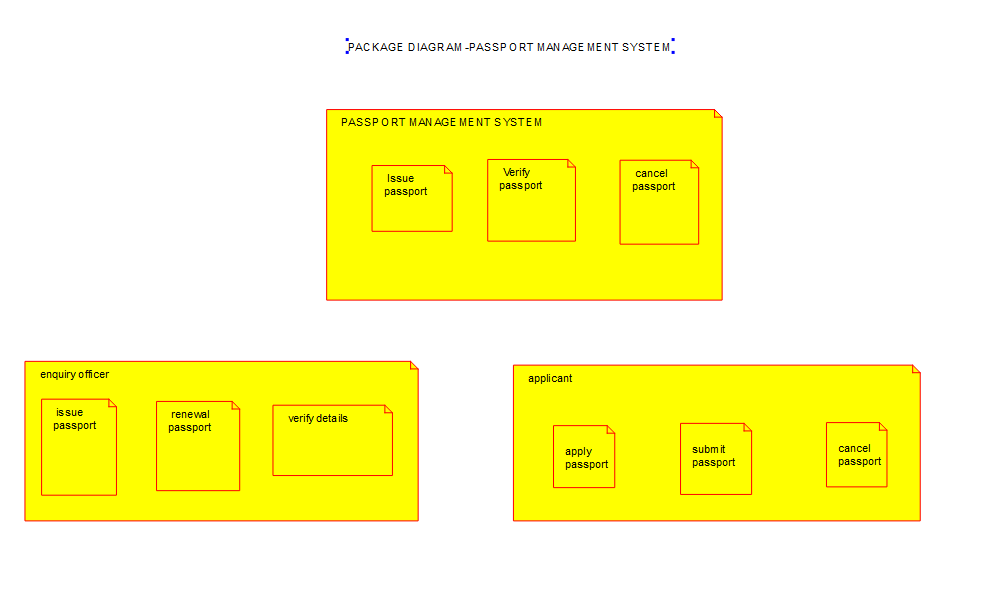 PACKAGE DIAGRAM-PASSPORT MANAGEMENT SYSTEM
PASSPORT MANAGEMENT SYSTEM
Issue
passport
Verify
passport
cancel
passport
enquiry officer
issue
passport
renewal
passport
verify details
applicant
apply
passport
submit
passport
cancel
passport